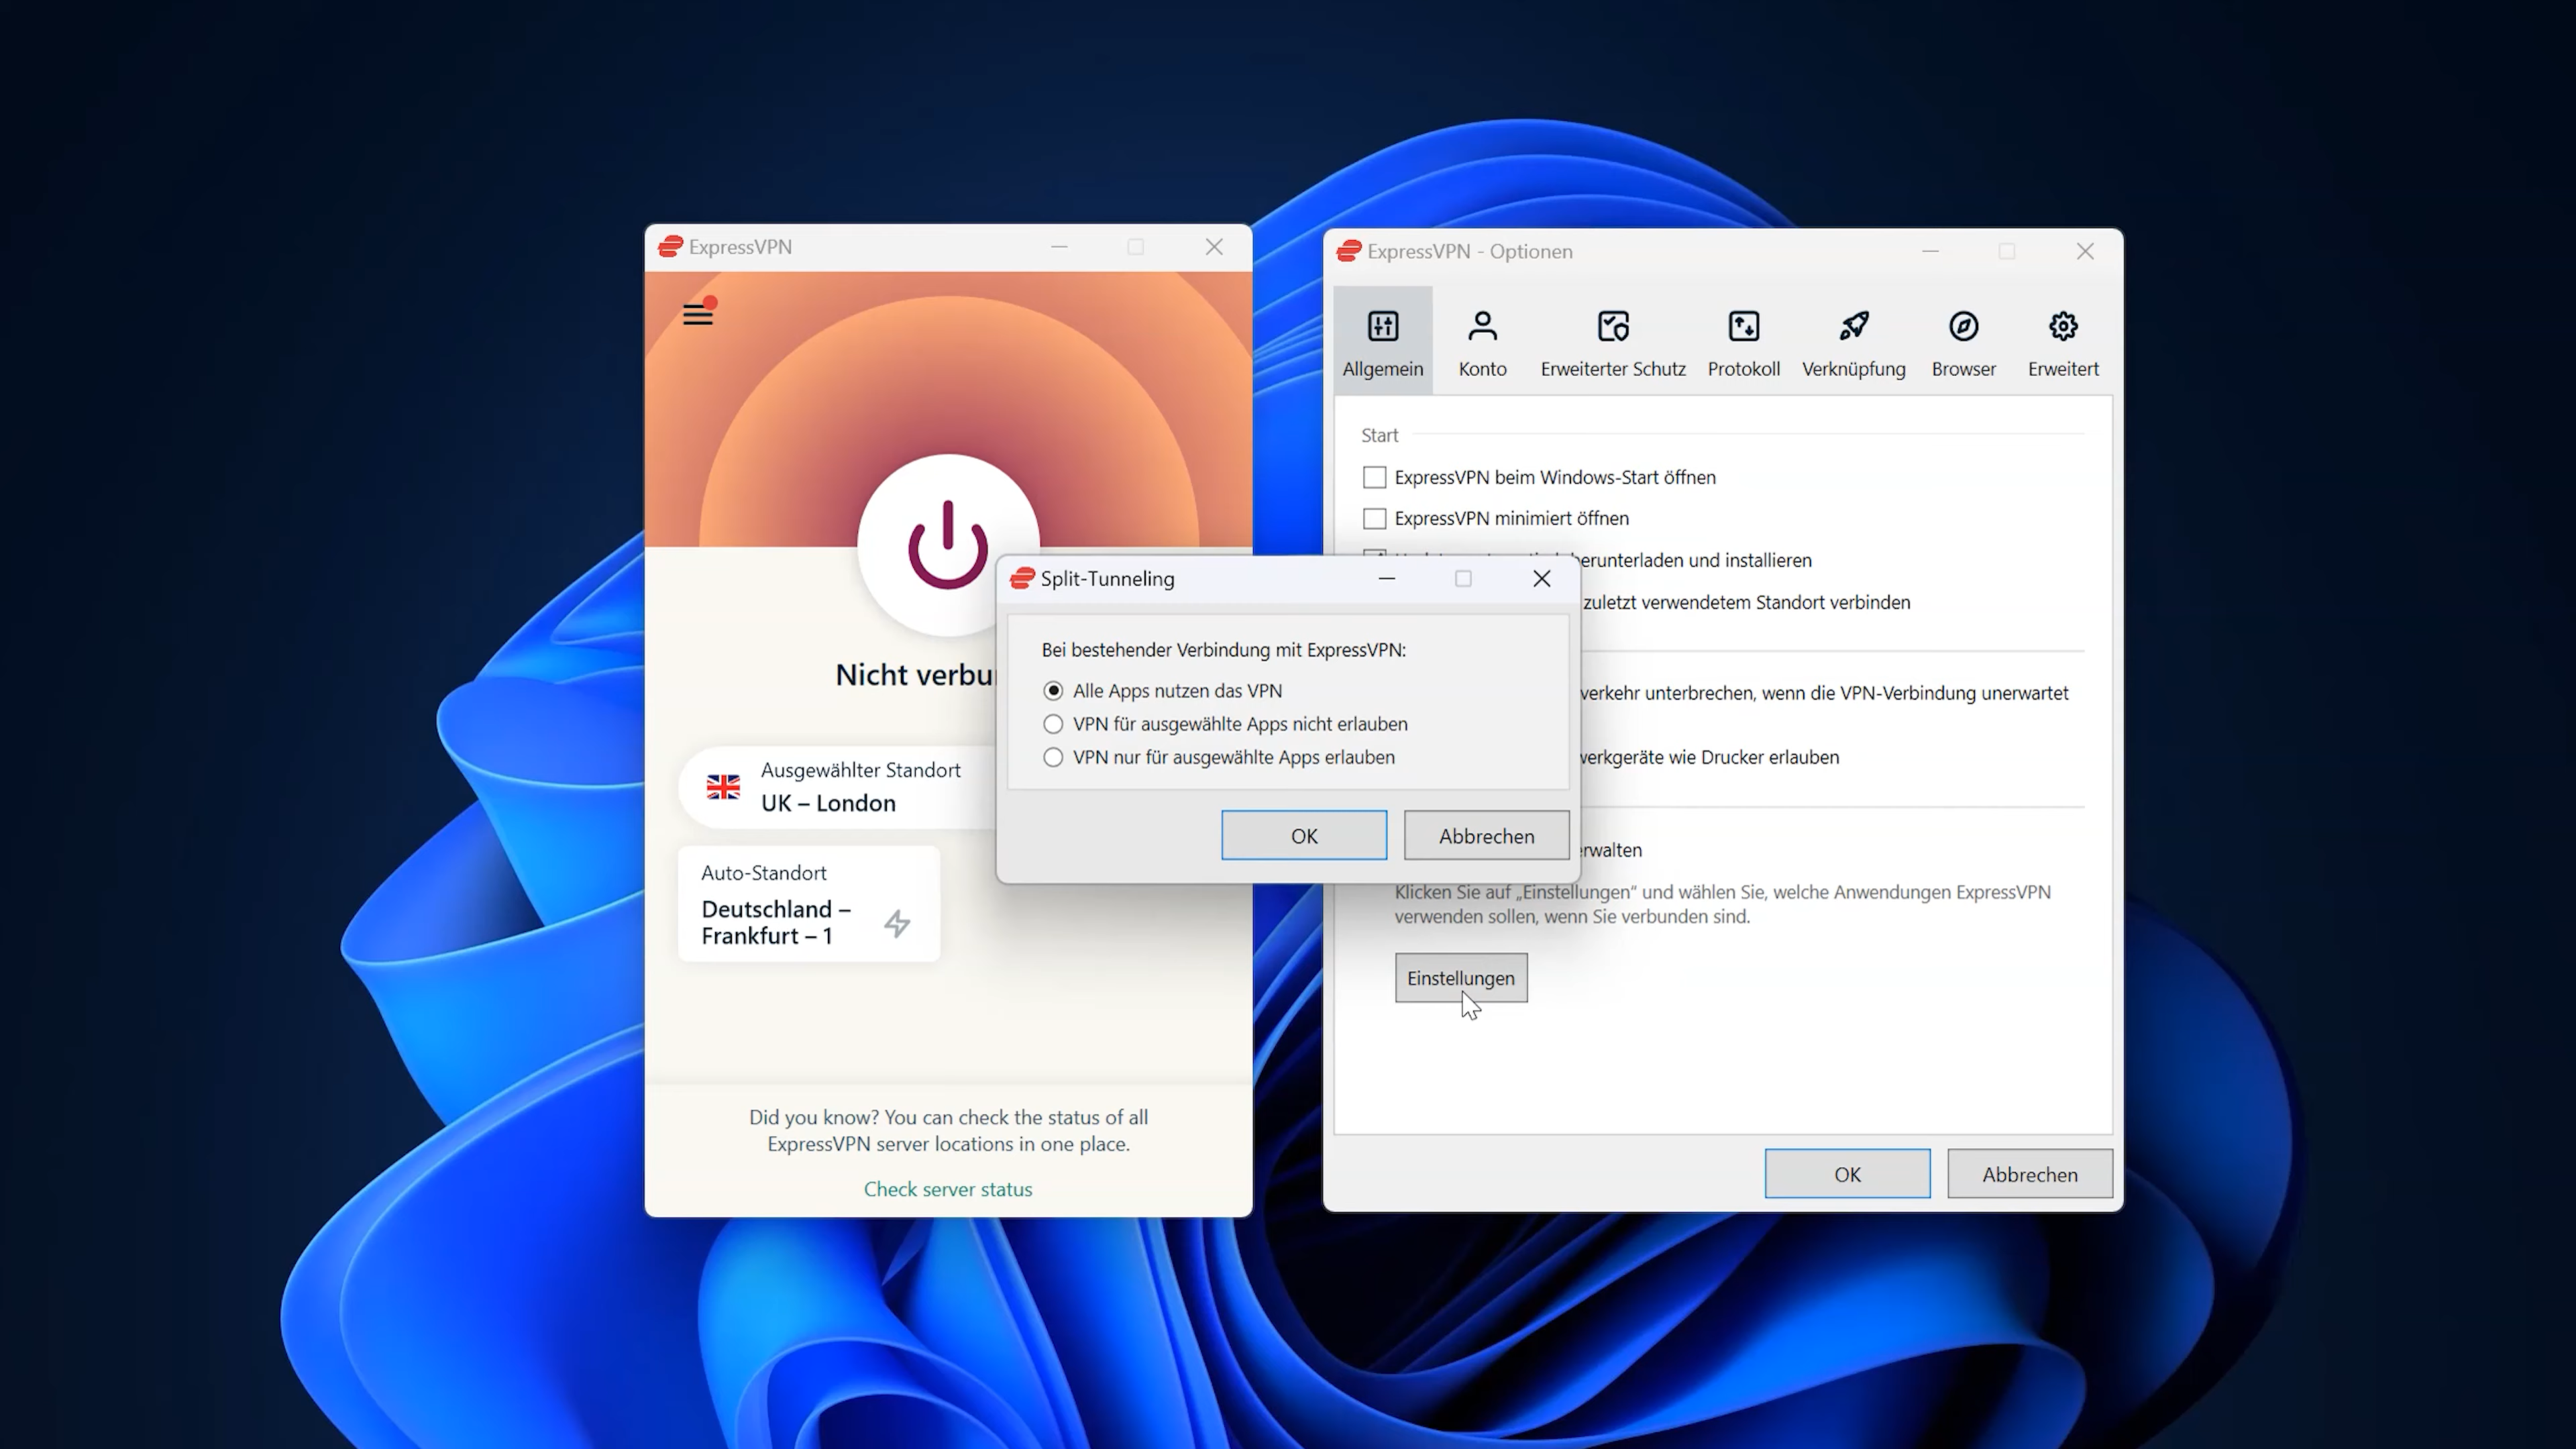 ExpressVPN
Nicht verbu
Ausgewählter Standort
UK – London
Auto-Standort
Deutschland –
Frankfurt – 1
Did you know? You can check the status of all
ExpressVPN server locations in one place.
Check server status
Split-Tunneling
Bei bestehender Verbindung mit ExpressVPN:
Alle Apps nutzen das VPN
VPN für ausgewählte Apps nicht erlauben
VPN nur für ausgewählte Apps erlauben
OK
Abbrechen
ExpressVPN - Optionen
Allgemein
Konto
Erweiterter Schutz
Protokoll
Verknüpfung
Browser
Erweitert
Start
ExpressVPN beim Windows-Start öffnen
ExpressVPN minimiert öffnen
erunterladen und installieren
zuletzt verwendetem Standort verbinden
verkehr unterbrechen, wenn die VPN-Verbindung unerwartet
werkgeräte wie Drucker erlauben
erwalten
Klicken Sie auf „Einstellungen“ und wählen Sie, welche Anwendungen ExpressVPN
verwenden sollen, wenn Sie verbunden sind.
Einstellungen
OK
Abbrechen